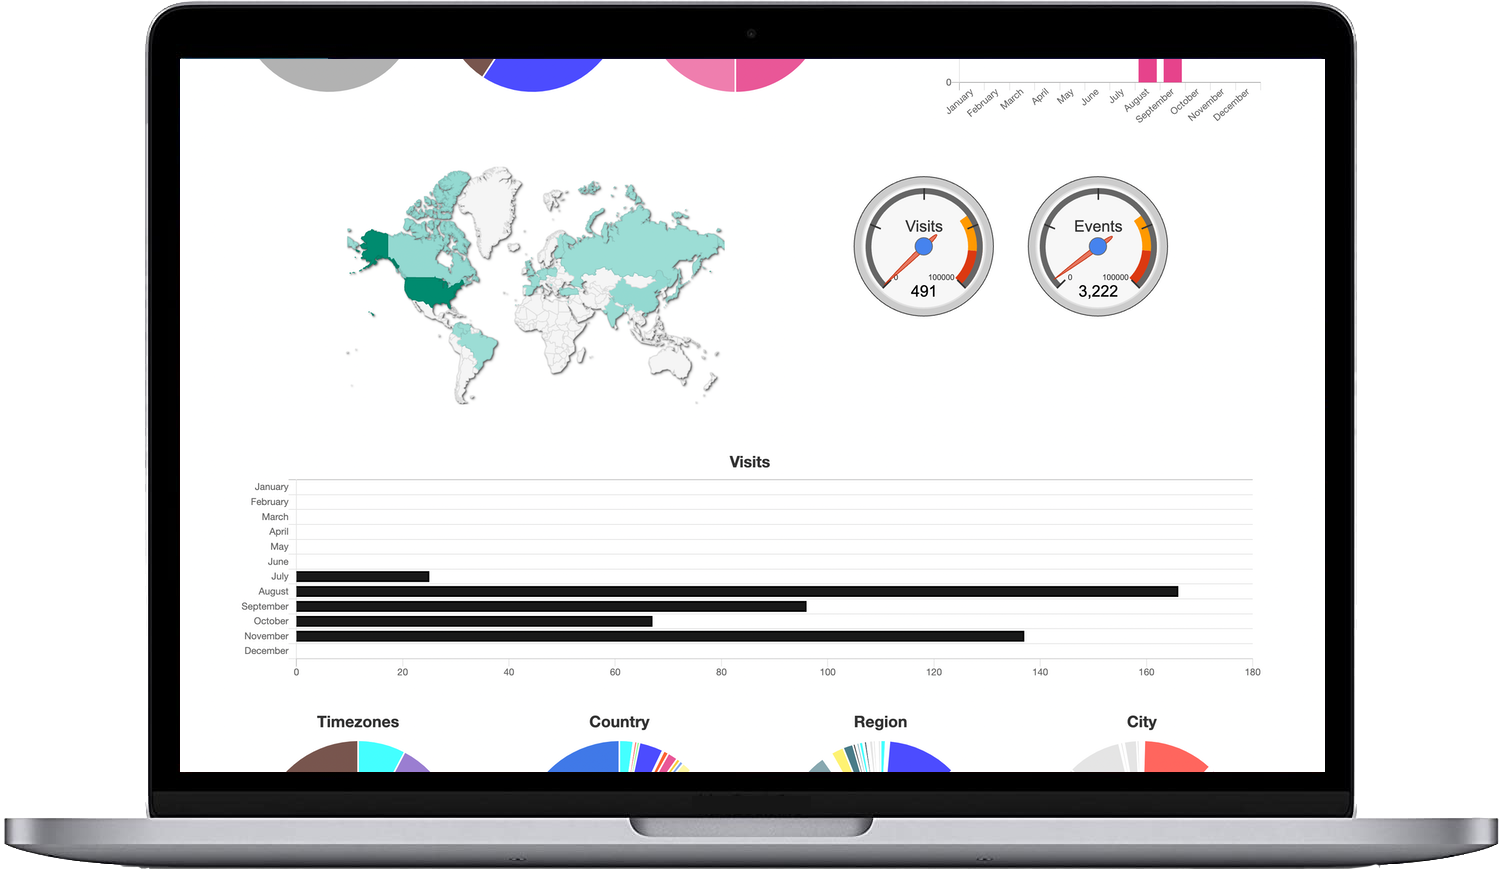 0
January
February
March
April
May
June
July
August
September
October
November
December
Visits
0
100000
491
Events
0
100000
3,222
Visits
January
February
March
April
May
June
July
August
September
October
November
December
0 20 40 60 80 100 120 140 160 180
Timezones Country Region City